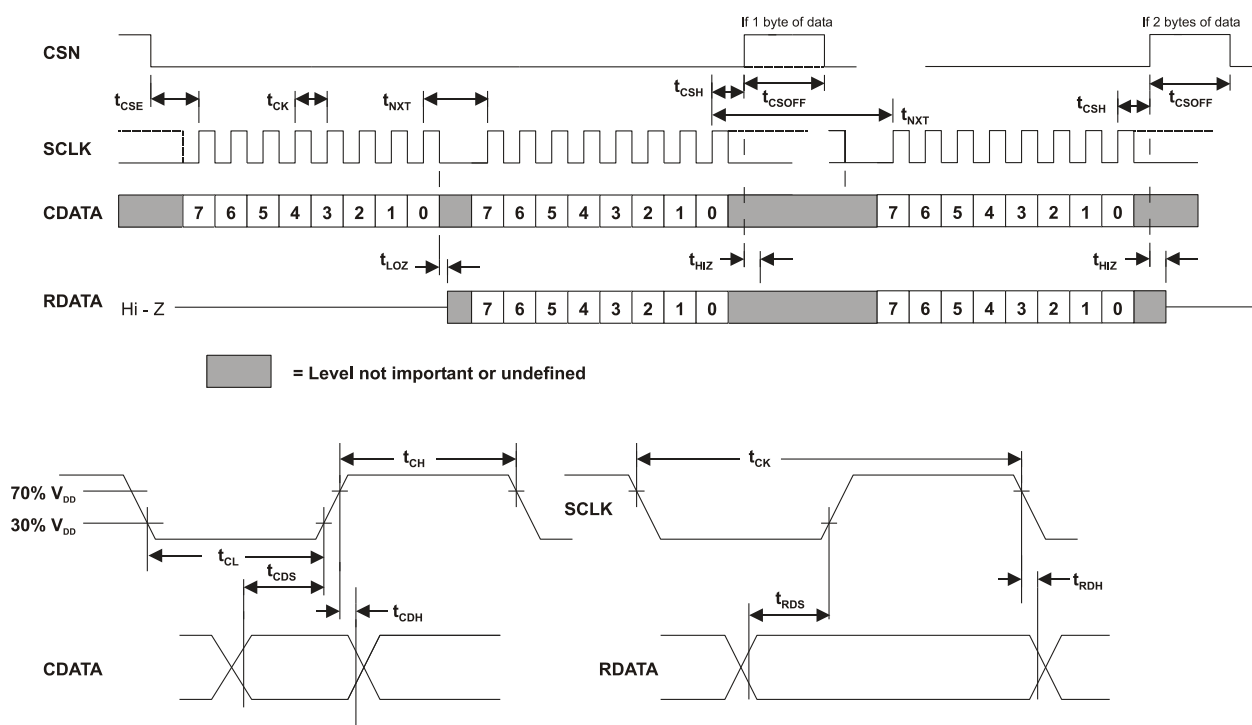 If 1 byte of data
If 2 bytes of data
CSN
tCSE
tCK
tNXT
tCSH
tCSOFF
tNXT
tCSH
tCSOFF
SCLK
CDATA
7 6 5 4 3 2 1 0
7 6 5 4 3 2 1 0
7 6 5 4 3 2 1 0
tLOZ
tHIZ
tHIZ
RDATA
Hi - Z
7 6 5 4 3 2 1 0
7 6 5 4 3 2 1 0
= Level not important or undefined
tCH
tCK
70% VDD
30% VDD
SCLK
tCL
tCDS
tCDH
tRDS
tRDH
CDATA
RDATA